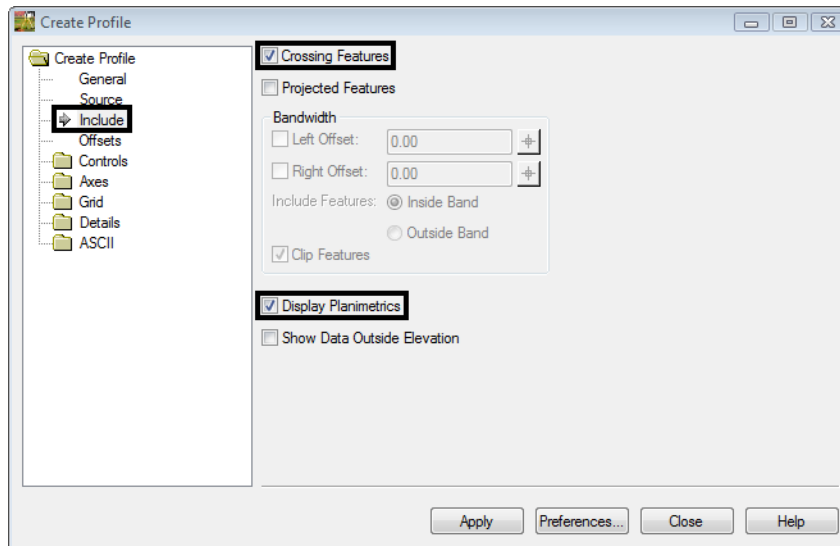 Create Profile
Create Profile
General
Source
Include
Offsets
Controls
Axes
Grid
Details
ASCII
Crossing Features
Projected Features
Bandwidth
Left Offset: 0.00
Right Offset: 0.00
Include Features: Inside Band
Outside Band
Clip Features
Display Planimetrics
Show Data Outside Elevation
Apply Preferences... Close Help